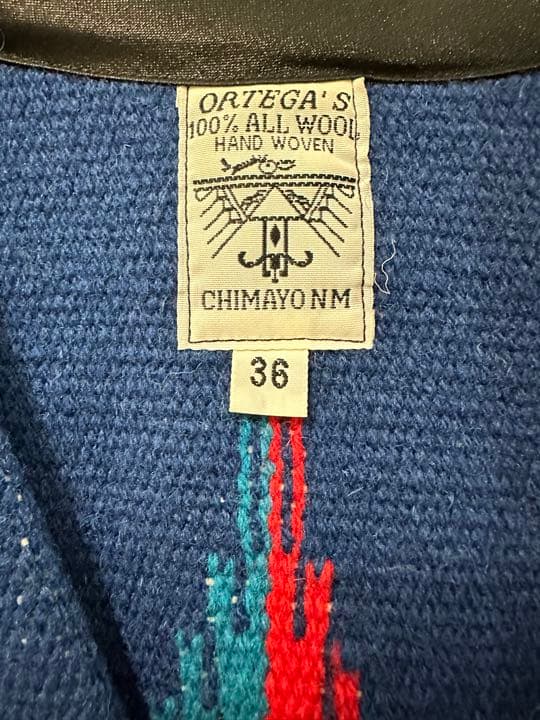 ORTEGA'S
100% ALL WOOL
HAND WOVEN
CHIMAYO NM
36